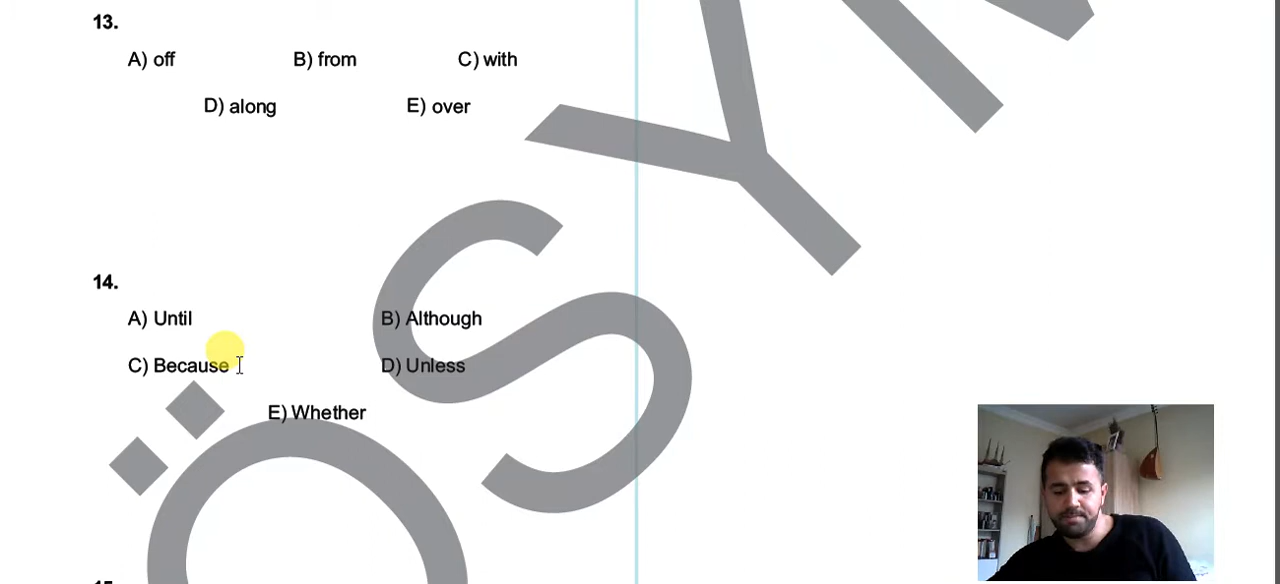 13.
A) off B) from C) with
D) along E) over
14.
A) Until B) Although
C) Because D) Unless
E) Whether
ÖSYM